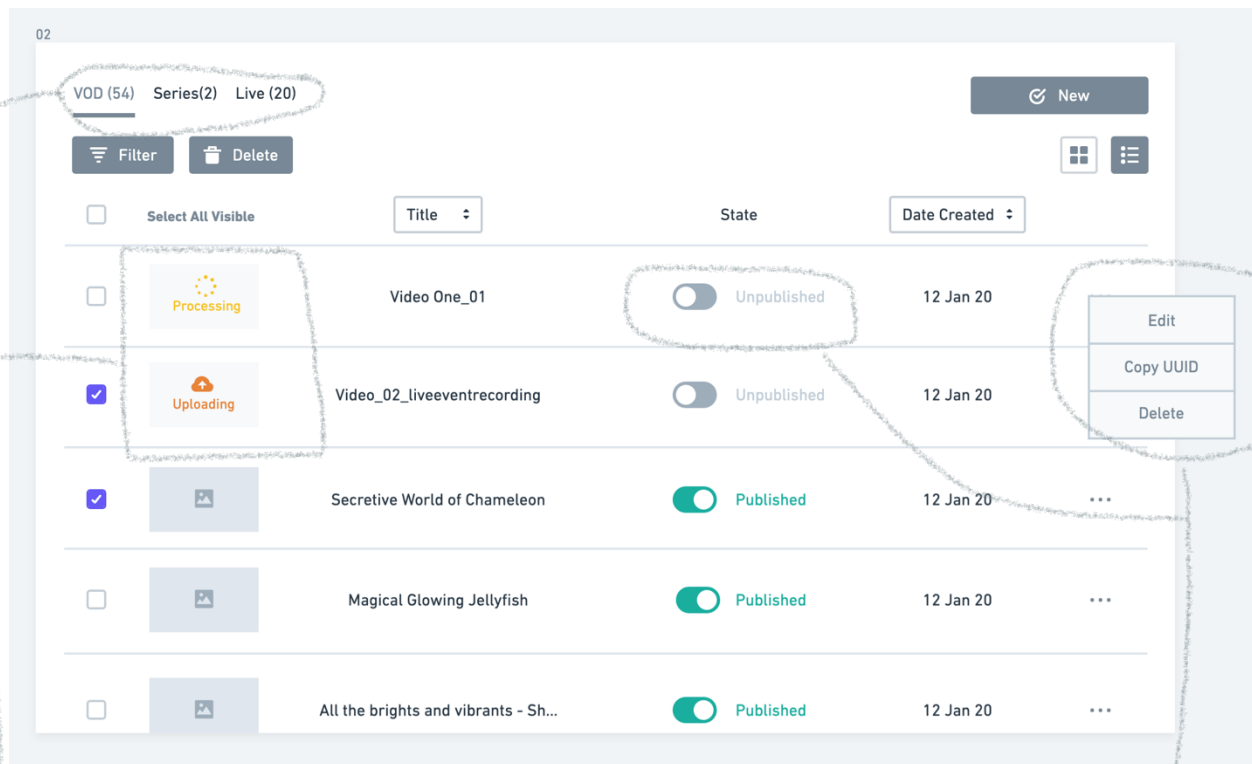 02
VOD (54) Series(2) Live (20)
New
Filter Delete
Select All Visible Title State Date Created
Processing Video One_01 Unpublished 12 Jan 20
Edit
Copy UUID
Delete
Uploading Video_02_liveeventrecording Unpublished 12 Jan 20
Secretive World of Chameleon Published 12 Jan 20
Magical Glowing Jellyfish Published 12 Jan 20
All the brights and vibrants - Sh... Published 12 Jan 20